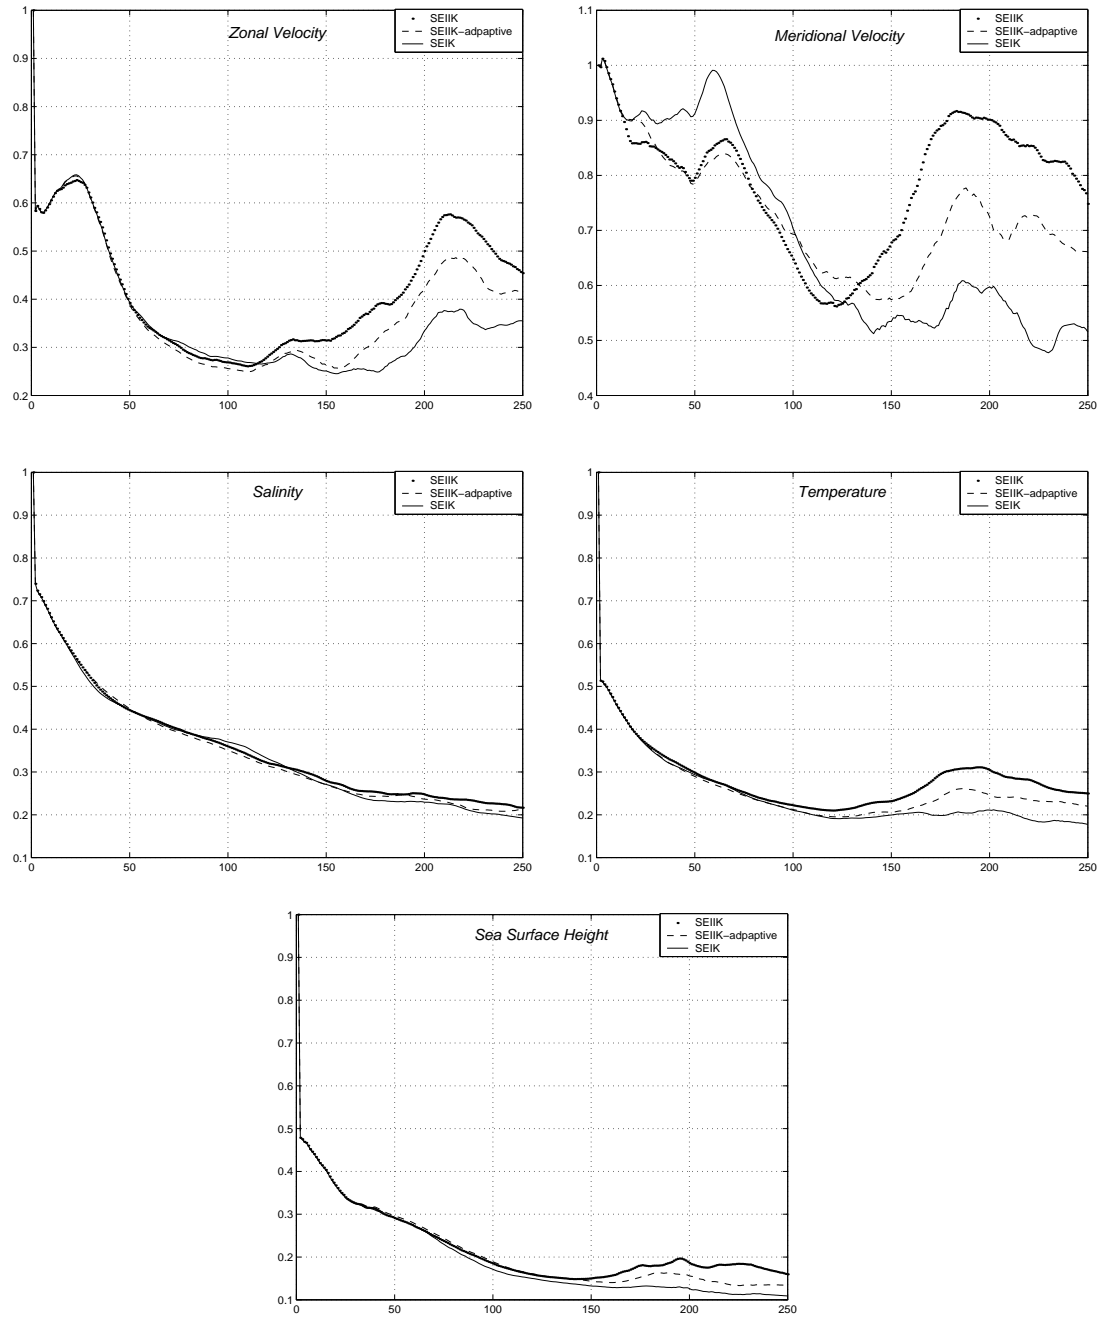 Zonal Velocity
SEIIK
SEIIK−adpaptive
SEIK
1
0.9
0.8
0.7
0.6
0.5
0.4
0.3
0.2
0 50 100 150 200 250
Meridional Velocity
SEIIK
SEIIK−adpaptive
SEIK
1.1
1
0.9
0.8
0.7
0.6
0.5
0.4
0 50 100 150 200 250
Salinity
SEIIK
SEIIK−adpaptive
SEIK
1
0.9
0.8
0.7
0.6
0.5
0.4
0.3
0.2
0.1
0 50 100 150 200 250
Temperature
SEIIK
SEIIK−adpaptive
SEIK
1
0.9
0.8
0.7
0.6
0.5
0.4
0.3
0.2
0.1
0 50 100 150 200 250
Sea Surface Height
SEIIK
SEIIK−adpaptive
SEIK
1
0.9
0.8
0.7
0.6
0.5
0.4
0.3
0.2
0.1
0 50 100 150 200 250